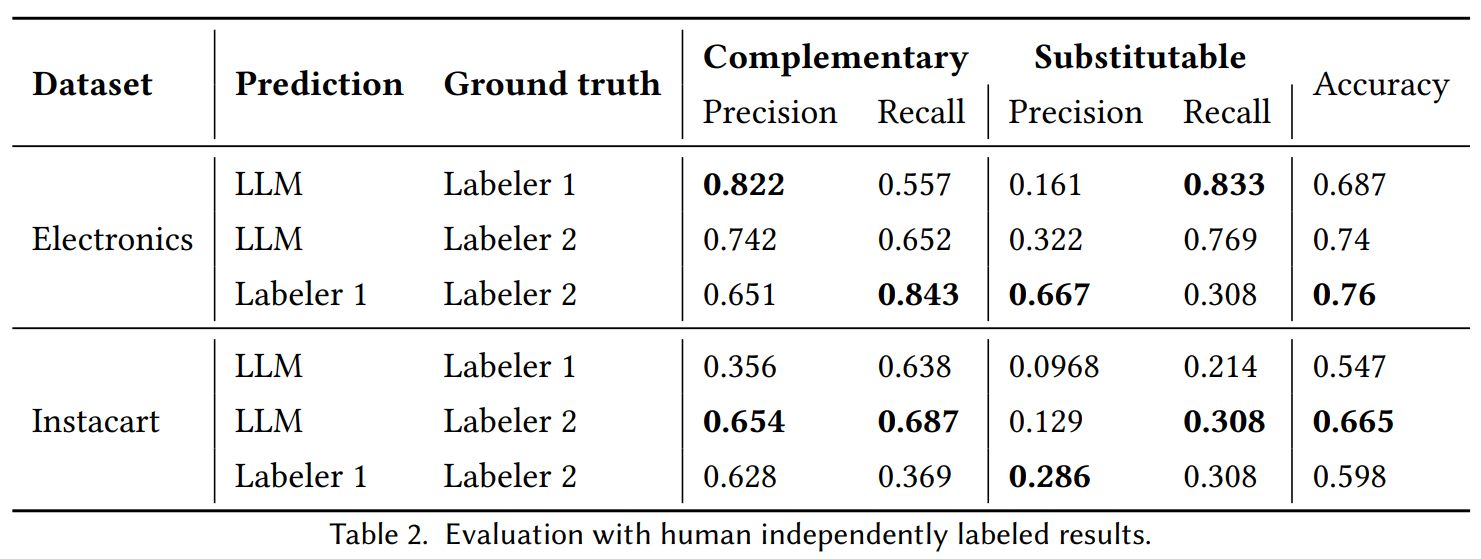 Dataset Prediction Ground truth Complementary Substitutable Accuracy
Precision Recall Precision Recall
Electronics LLM Labeler 1 0.822 0.557 0.161 0.833 0.687
LLM Labeler 2 0.742 0.652 0.322 0.769 0.74
Labeler 1 Labeler 2 0.651 0.843 0.667 0.308 0.76
Instacart LLM Labeler 1 0.356 0.638 0.0968 0.214 0.547
LLM Labeler 2 0.654 0.687 0.129 0.308 0.665
Labeler 1 Labeler 2 0.628 0.369 0.286 0.308 0.598
Table 2. Evaluation with human independently labeled results.